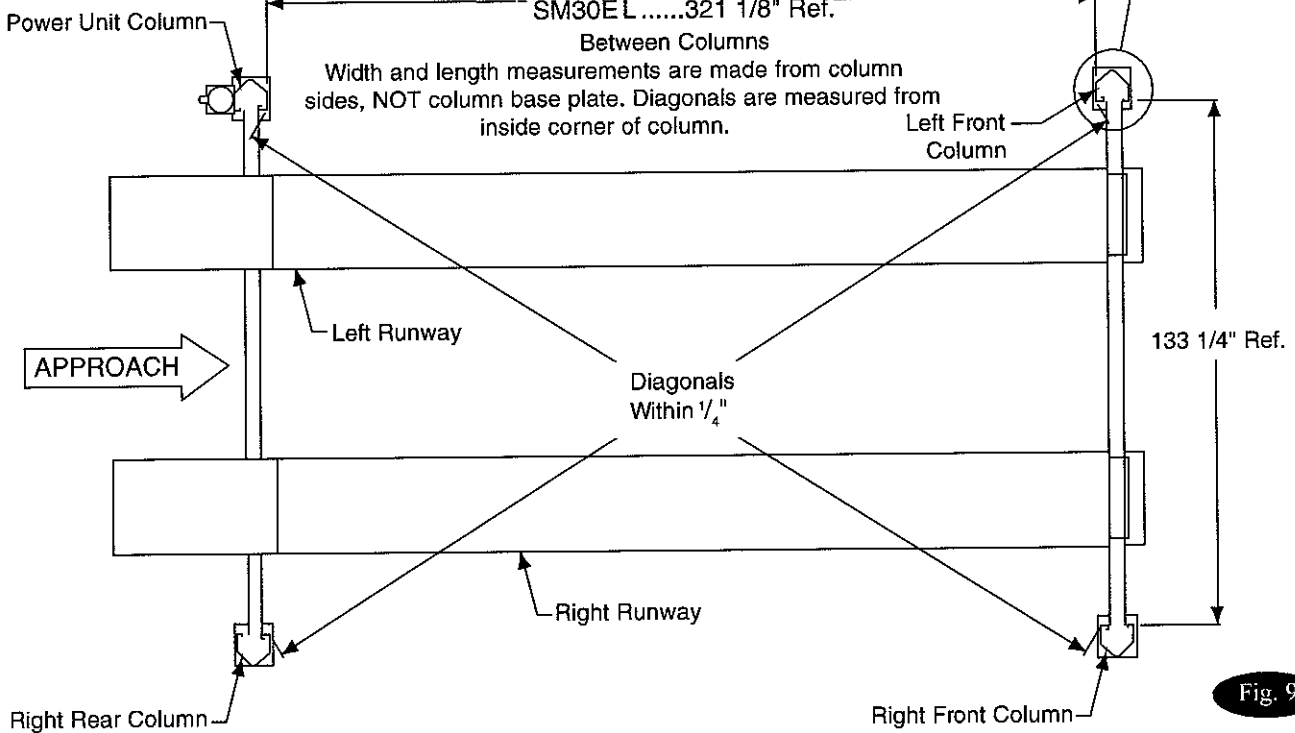 SM30EL......321 1/8" Ref.
Power Unit Column
Between Columns
Width and length measurements are made from column
sides, NOT column base plate. Diagonals are measured from
inside corner of column.
Left Front
Column
Left Runway
133 1/4" Ref.
APPROACH
Diagonals
Within 1/4"
Right Runway
Right Rear Column
Right Front Column
Fig. 9